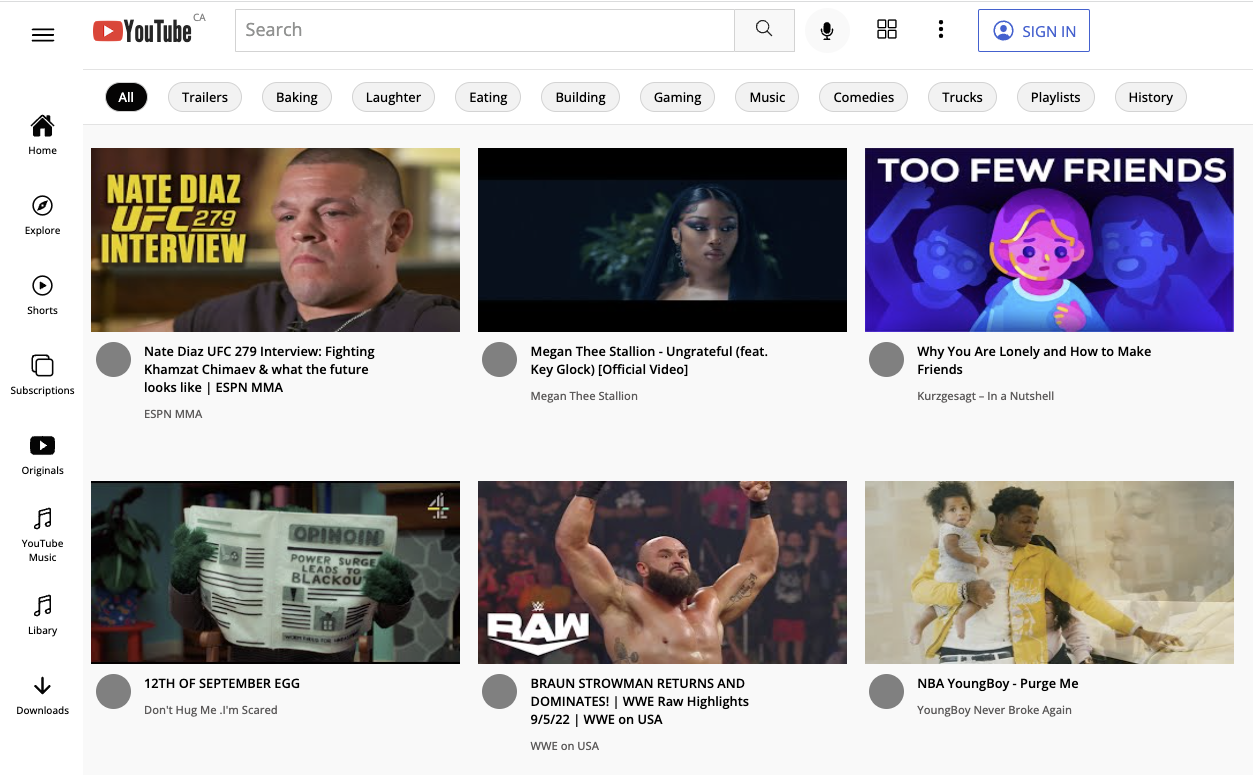 YouTube CA
Search
SIGN IN
All
Trailers
Baking
Laughter
Eating
Building
Gaming
Music
Comedies
Trucks
Playlists
History
Home
Explore
Shorts
Subscriptions
Originals
YouTube
Music
Libary
Downloads
NATE DIAZ
UFC 279
INTERVIEW
Nate Diaz UFC 279 Interview: Fighting
Khamzat Chimaev & what the future
looks like | ESPN MMA
ESPN MMA
Megan Thee Stallion - Ungrateful (feat.
Key Glock) [Official Video]
Megan Thee Stallion
TOO FEW FRIENDS
Why You Are Lonely and How to Make
Friends
Kurzgesagt – In a Nutshell
4
OPINOIN
POWER SURGE
LEADS TO
BLACKOUT
12TH OF SEPTEMBER EGG
Don't Hug Me .I'm Scared
RAW
BRAUN STROWMAN RETURNS AND
DOMINATES! | WWE Raw Highlights
9/5/22 | WWE on USA
WWE on USA
NBA YoungBoy - Purge Me
YoungBoy Never Broke Again